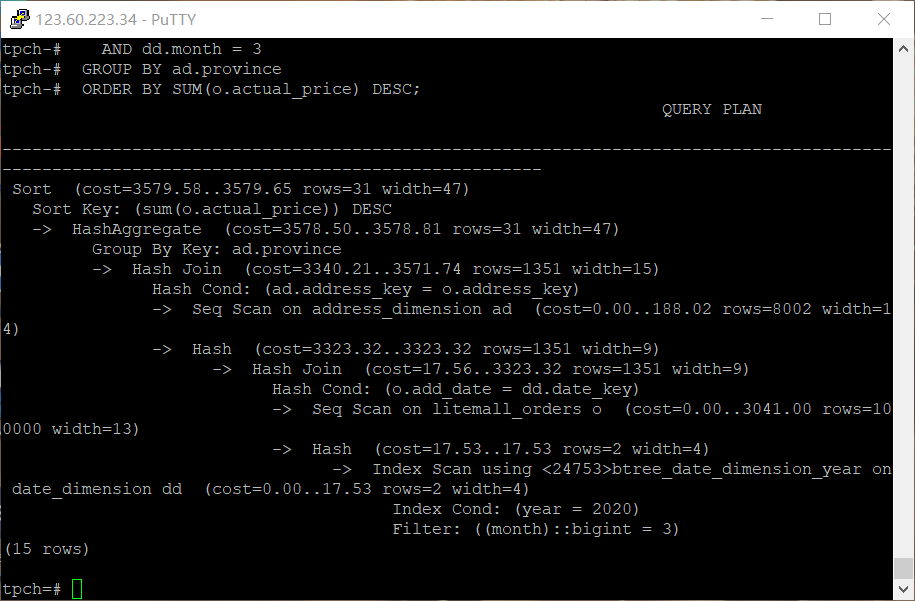 123.60.223.34 - PuTTY
tpch-#    AND dd.month = 3
tpch-#  GROUP BY ad.province
tpch-#  ORDER BY SUM(o.actual_price) DESC;
QUERY PLAN
-----------------------------------------------------------------------------------------
------------------------------------------------------
 Sort  (cost=3579.58..3579.65 rows=31 width=47)
   Sort Key: (sum(o.actual_price)) DESC
   ->  HashAggregate  (cost=3578.50..3578.81 rows=31 width=47)
         Group By Key: ad.province
         ->  Hash Join  (cost=3340.21..3571.74 rows=1351 width=15)
               Hash Cond: (ad.address_key = o.address_key)
               ->  Seq Scan on address_dimension ad  (cost=0.00..188.02 rows=8002 width=1
4)
               ->  Hash  (cost=3323.32..3323.32 rows=1351 width=9)
                     ->  Hash Join  (cost=17.56..3323.32 rows=1351 width=9)
                           Hash Cond: (o.add_date = dd.date_key)
                           ->  Seq Scan on litemall_orders o  (cost=0.00..3041.00 rows=10
0000 width=13)
                           ->  Hash  (cost=17.53..17.53 rows=2 width=4)
                                 ->  Index Scan using <24753>btree_date_dimension_year on
 date_dimension dd  (cost=0.00..17.53 rows=2 width=4)
                                       Index Cond: (year = 2020)
                                       Filter: ((month)::bigint = 3)
(15 rows)
tpch=#